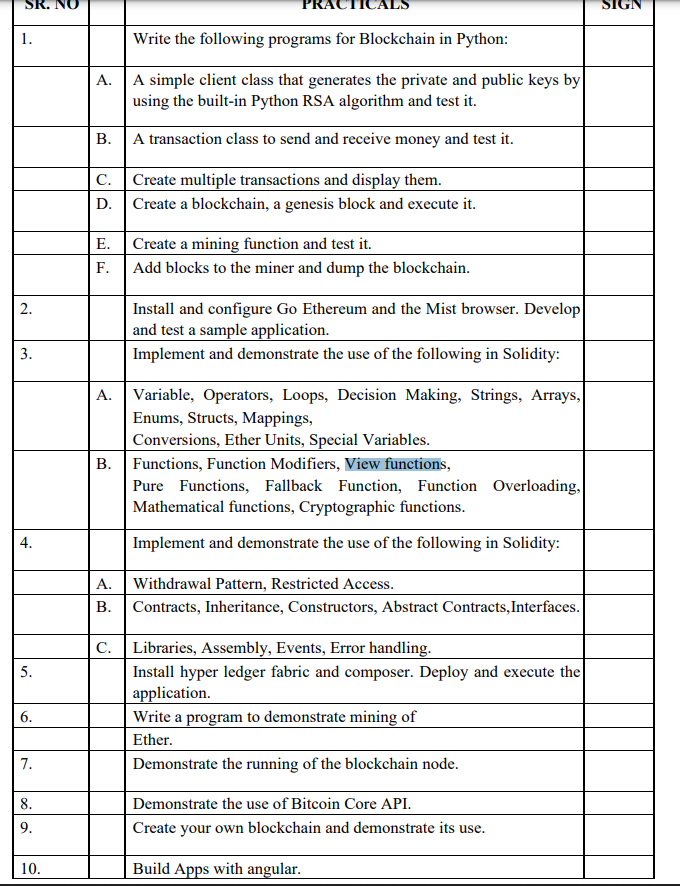 SR. NO PRACTICALS SIGN
1. Write the following programs for Blockchain in Python:
A. A simple client class that generates the private and public keys by
using the built-in Python RSA algorithm and test it.
B. A transaction class to send and receive money and test it.
C. Create multiple transactions and display them.
D. Create a blockchain, a genesis block and execute it.
E. Create a mining function and test it.
F. Add blocks to the miner and dump the blockchain.
2. Install and configure Go Ethereum and the Mist browser. Develop
and test a sample application.
3. Implement and demonstrate the use of the following in Solidity:
A. Variable, Operators, Loops, Decision Making, Strings, Arrays,
Enums, Structs, Mappings,
Conversions, Ether Units, Special Variables.
B. Functions, Function Modifiers, View functions,
Pure Functions, Fallback Function, Function Overloading,
Mathematical functions, Cryptographic functions.
4. Implement and demonstrate the use of the following in Solidity:
A. Withdrawal Pattern, Restricted Access.
B. Contracts, Inheritance, Constructors, Abstract Contracts,Interfaces.
C. Libraries, Assembly, Events, Error handling.
5. Install hyper ledger fabric and composer. Deploy and execute the
application.
6. Write a program to demonstrate mining of
Ether.
7. Demonstrate the running of the blockchain node.
8. Demonstrate the use of Bitcoin Core API.
9. Create your own blockchain and demonstrate its use.
10. Build Apps with angular.